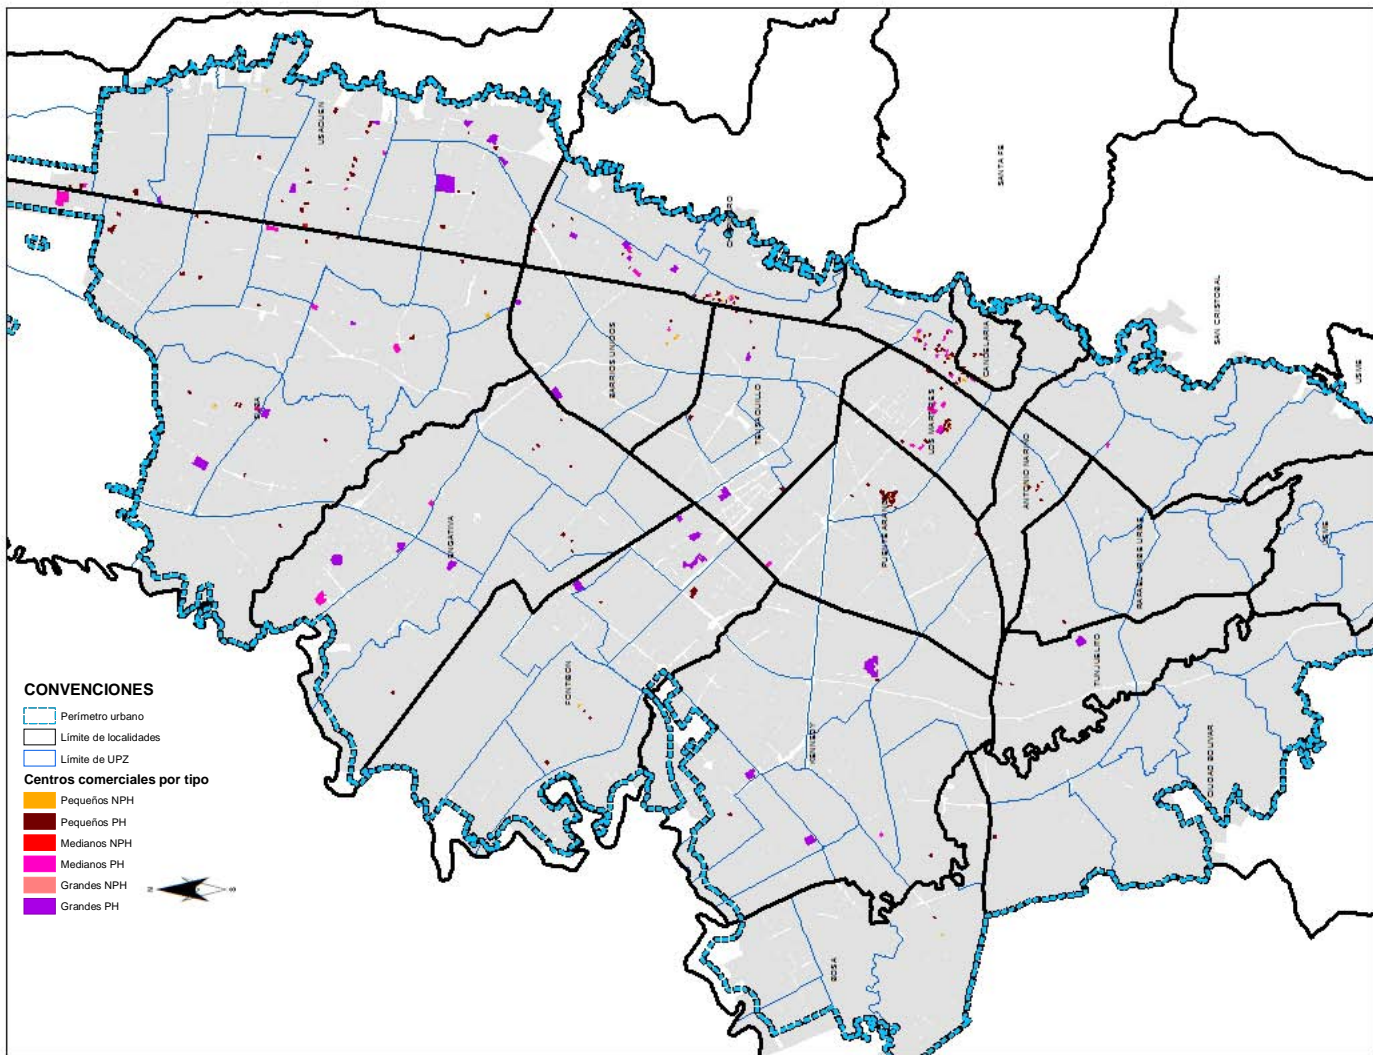 USAQUEN
SANTA FE
SAN CRISTOBAL
USME
CANDELARIA
BARRIOS UNIDOS
TEUSAQUILLO
LOS MARTIRES
ANTONIO NARIÑO
PUENTE ARANDA
RAFAEL URIBE URIBE
USME
SUBA
ENGATIVA
FONTIBON
TUNJUELITO
KENNEDY
CIUDAD BOLIVAR
BOSA
CONVENCIONES
Perímetro urbano
Límite de localidades
Límite de UPZ
Centros comerciales por tipo
Pequeños NPH
Pequeños PH
Medianos NPH
Medianos PH
Grandes NPH
Grandes PH
N
S